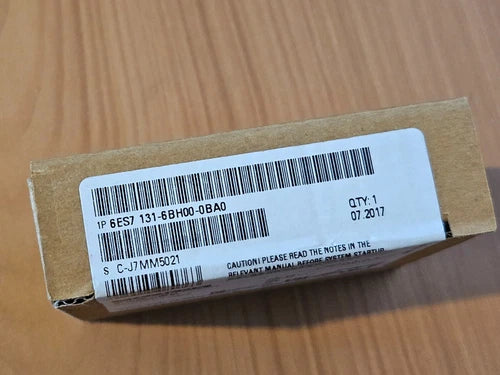 1P 6ES7 131-6BH00-0BA0
QTY: 1
07.2017
S C-J7MM5021
CAUTION! PLEASE READ THE NOTES IN THE
RELEVANT MANUAL BEFORE SYSTEM STARTUP